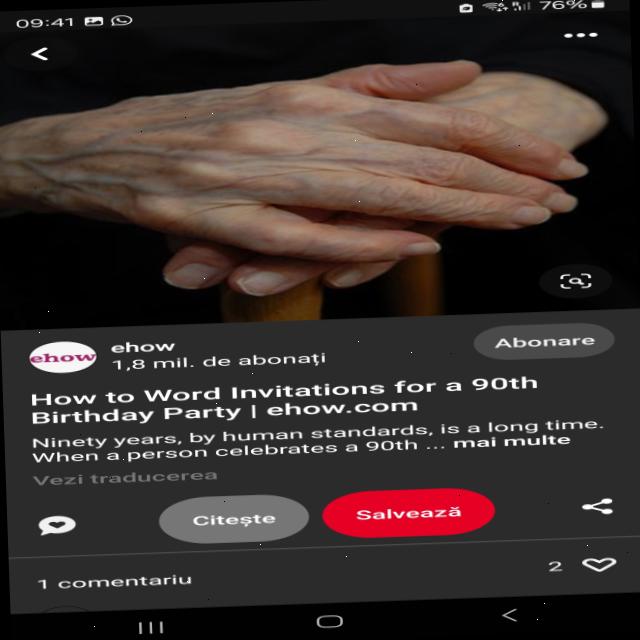 09:41 76%
ehow
ehow
1,8 mil. de abonați
Abonare
How to Word Invitations for a 90th
Birthday Party | ehow.com
Ninety years, by human standards, is a long time.
When a person celebrates a 90th ... mai multe
Vezi traducerea
Citește
Salvează
1 comentariu
2